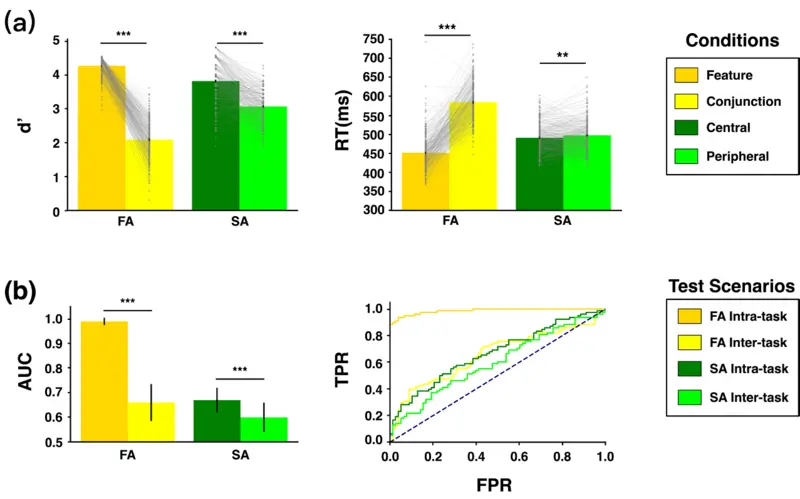 (a)
***
***
5
4
3
2
1
0
d'
FA
SA
***
**
750
700
650
600
550
500
450
400
350
300
RT(ms)
FA
SA
Conditions
Feature
Conjunction
Central
Peripheral
(b)
***
***
1.0
0.9
0.8
0.7
0.6
0.5
AUC
FA
SA
1.0
0.8
0.6
0.4
0.2
0.0
TPR
0.0 0.2 0.4 0.6 0.8 1.0
FPR
Test Scenarios
FA Intra-task
FA Inter-task
SA Intra-task
SA Inter-task